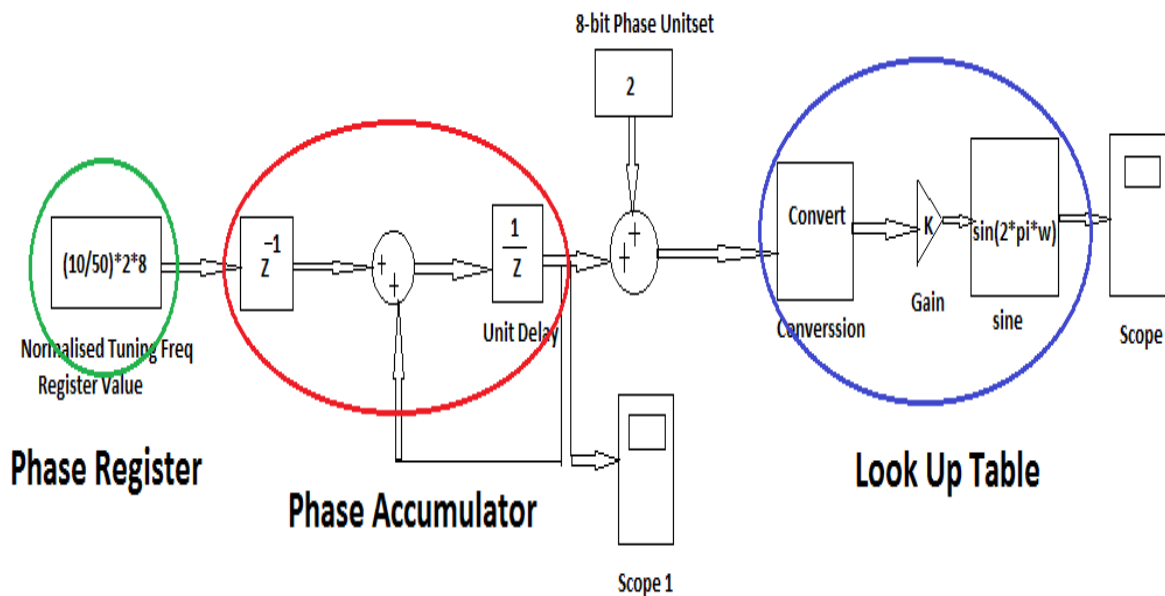 8-bit Phase Unitset
2
(10/50)*2*8
Normalised Tuning Freq
Register Value
Phase Register
Z⁻¹
+
+
1
Z
Unit Delay
Phase Accumulator
+
+
Scope 1
Convert
Converssion
K
Gain
sin(2*pi*w)
sine
Scope
Look Up Table